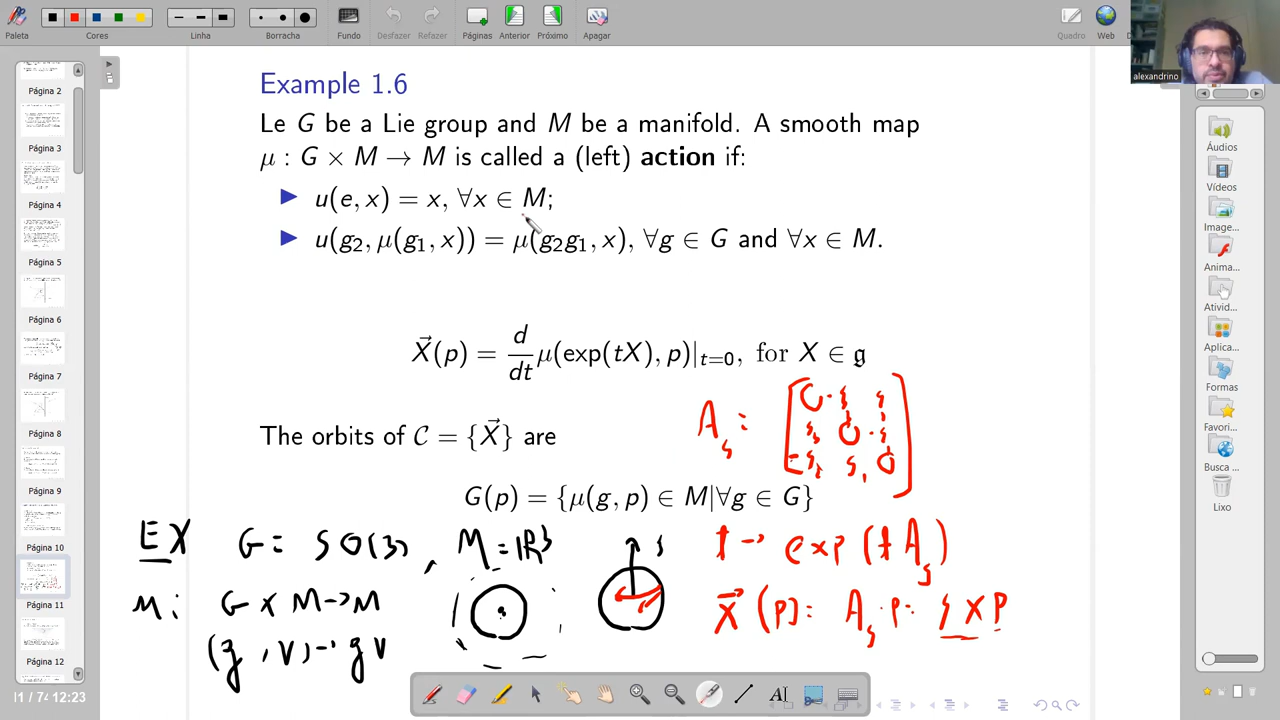 Paleta Cores Linha Borracha Fundo Desfazer Refazer Páginas Anterior Próximo Apagar Quadro Web
alexandrino
Página 2
Página 3
Página 4
Página 5
Página 6
Página 7
Página 8
Página 9
Página 10
Página 11
Página 12
Example 1.6
Le G be a Lie group and M be a manifold. A smooth map
μ : G × M → M is called a (left) action if:
▶ u(e, x) = x, ∀x ∈ M;
▶ u(g₂, μ(g₁, x)) = μ(g₂g₁, x), ∀g ∈ G and ∀x ∈ M.
X⃗(p) = d/dt μ(exp(tX), p)|ₜ₌₀, for X ∈ 𝔤
The orbits of C = {X⃗} are
G(p) = {μ(g, p) ∈ M|∀g ∈ G}
EX G = SO(3), M = ℝ³
μ: G × M → M
(g, v) → gv
t → exp(t A
X⃗(p) =
Áudios
Vídeos
Image...
Anima...
Ativid...
Aplica...
Formas
Favori...
Busca ...
Lixo
1 / 74 12:23